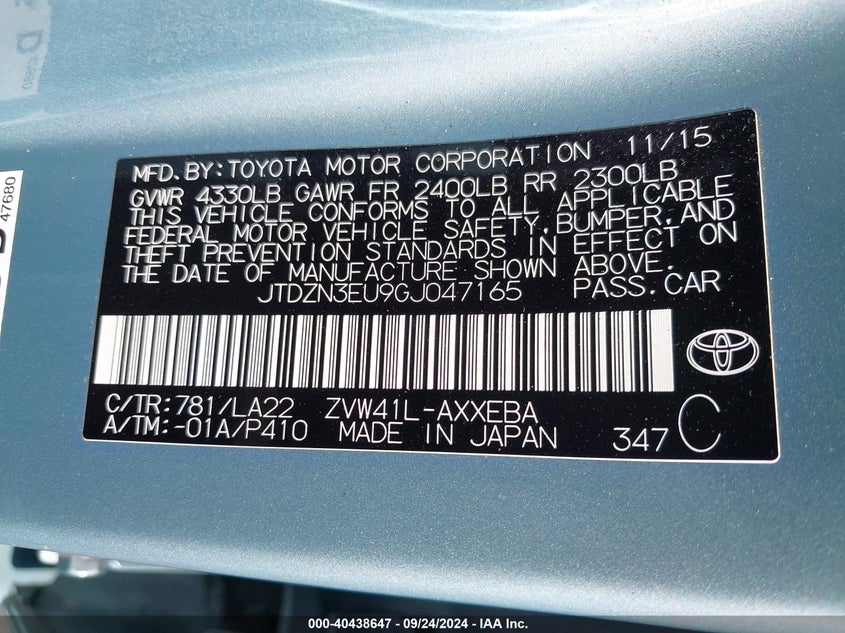 MFD.BY:TOYOTA MOTOR CORPORATION 11/15
GVWR 4330LB GAWR FR 2400LB RR 2300LB
THIS VEHICLE CONFORMS TO ALL APPLICABLE
FEDERAL MOTOR VEHICLE SAFETY,BUMPER,AND
THEFT PREVENTION STANDARDS IN EFFECT ON
THE DATE OF MANUFACTURE SHOWN ABOVE.
JTDZN3EU9GJ047165 PASS.CAR
C/TR:781/LA22 ZVW41L-AXXEBA
A/TM:-01A/P410 MADE IN JAPAN 347 C
47680
000-40438647 - 09/24/2024 - IAA Inc.